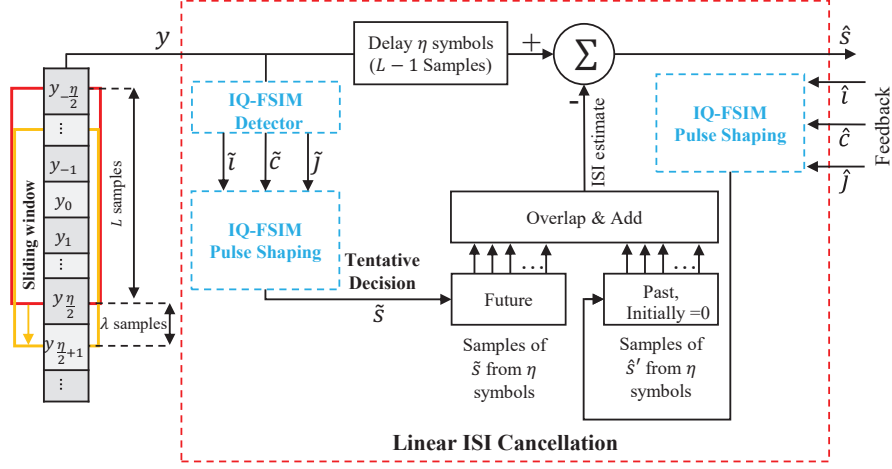 y
Delay η symbols
(L − 1 Samples)
+
Σ
ŝ
-
IQ-FSIM
Detector
ĩ
c̃
j̃
IQ-FSIM
Pulse Shaping
ISI estimate
IQ-FSIM
Pulse Shaping
î
ĉ
ĵ
Feedback
y_{-η/2}
⋮
y_{-1}
y_0
y_1
⋮
y_{η/2}
y_{η/2+1}
⋮
Sliding window
L samples
λ samples
Overlap & Add
Tentative
Decision
s̃
...
...
Future
Past,
Initially =0
Samples of
s̃ from η
symbols
Samples of
ŝ′ from η
symbols
Linear ISI Cancellation